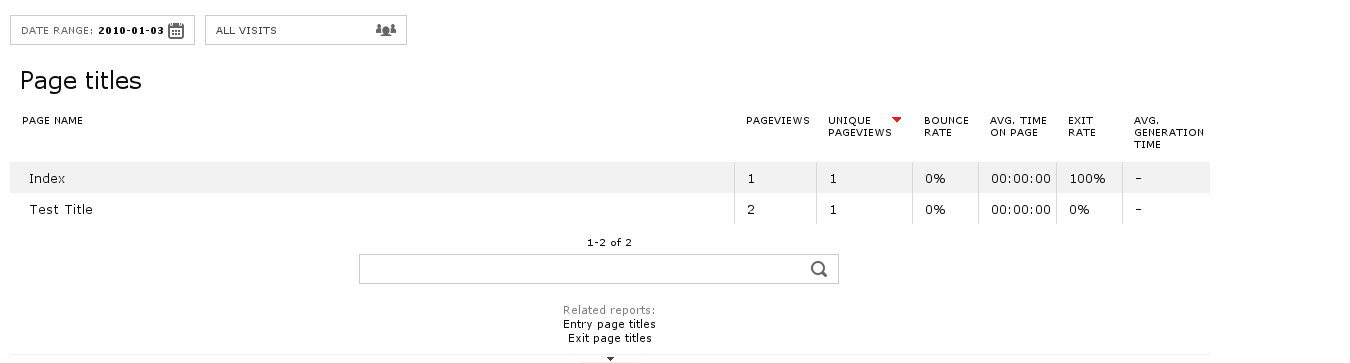 DATE RANGE: 2010-01-03 ALL VISITS
Page titles
PAGE NAME PAGEVIEWS UNIQUE PAGEVIEWS BOUNCE RATE AVG. TIME ON PAGE EXIT RATE AVG. GENERATION TIME
Index 1 1 0% 00:00:00 100% -
Test Title 2 1 0% 00:00:00 0% -
1-2 of 2
Related reports:
Entry page titles
Exit page titles